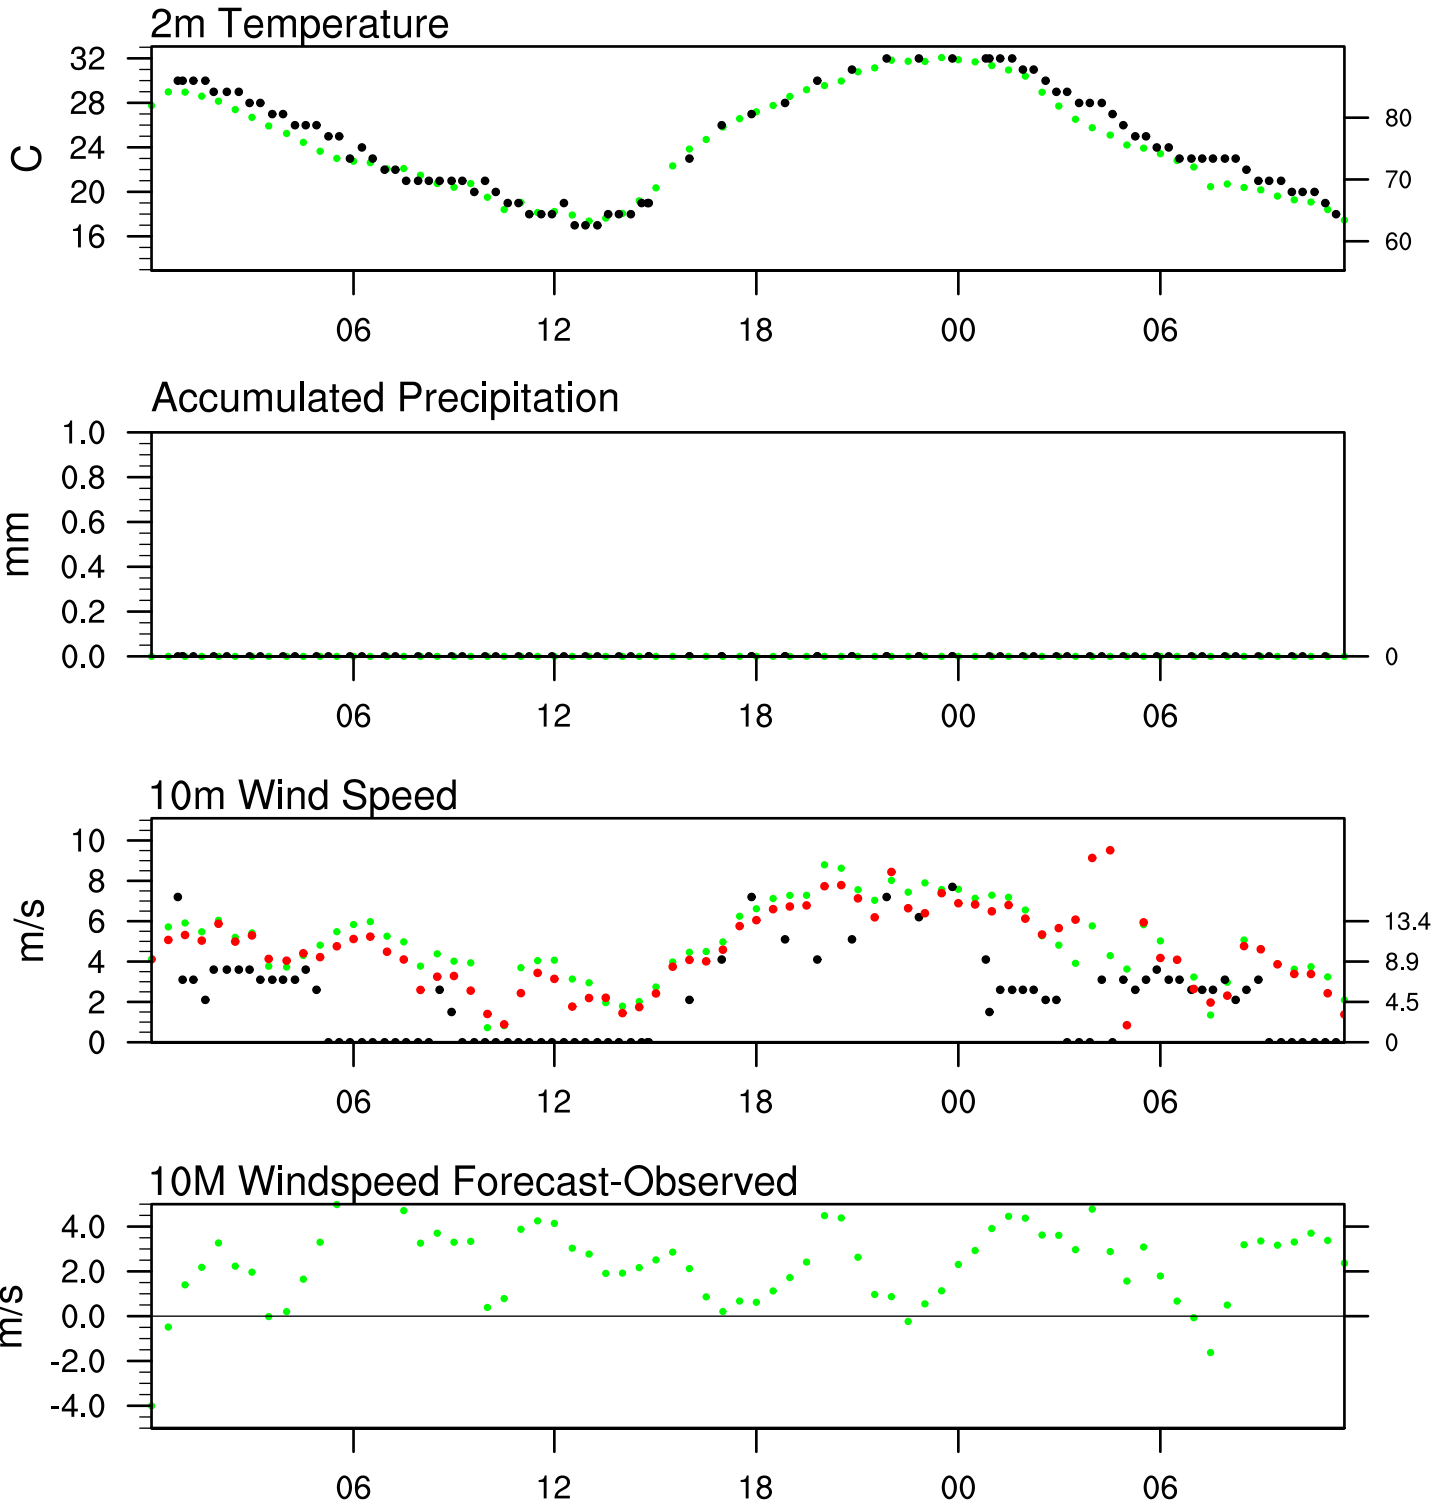 2m Temperature
32
28
24
20
16
C
80
70
60
06 12 18 00 06
Accumulated Precipitation
1.0
0.8
0.6
0.4
0.2
0.0
mm
0
06 12 18 00 06
10m Wind Speed
10
8
6
4
2
0
m/s
13.4
8.9
4.5
0
06 12 18 00 06
10M Windspeed Forecast-Observed
4.0
2.0
0.0
-2.0
-4.0
m/s
06 12 18 00 06